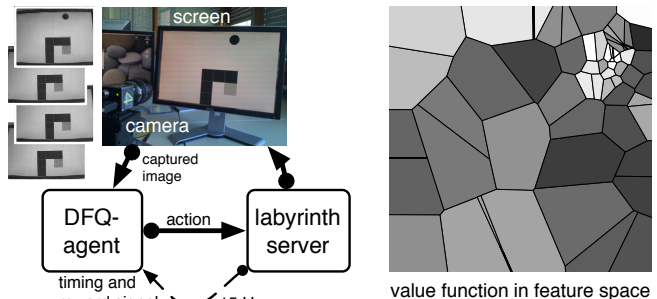 screen
camera
captured
image
DFQ-
agent
action
labyrinth
server
timing and
value function in feature space